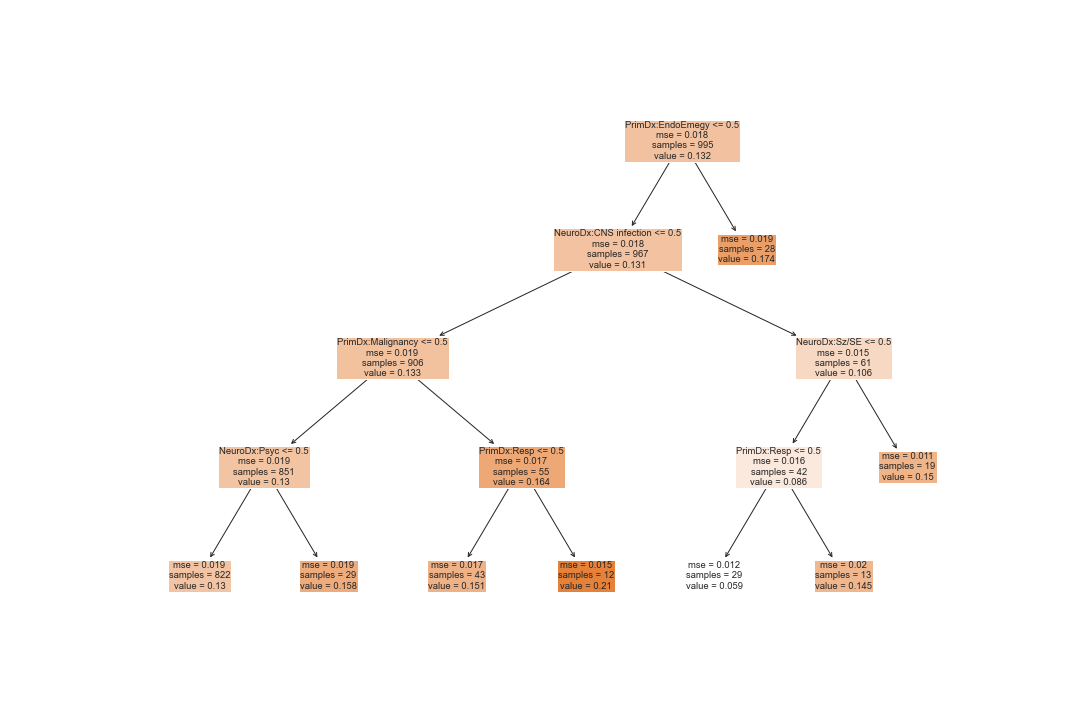 PrimDx:EndoEmegy <= 0.5
mse = 0.018
samples = 995
value = 0.132
NeuroDx:CNS infection <= 0.5
mse = 0.018
samples = 967
value = 0.131
mse = 0.019
samples = 28
value = 0.174
PrimDx:Malignancy <= 0.5
mse = 0.019
samples = 906
value = 0.133
NeuroDx:Sz/SE <= 0.5
mse = 0.015
samples = 61
value = 0.106
NeuroDx:Psyc <= 0.5
mse = 0.019
samples = 851
value = 0.13
PrimDx:Resp <= 0.5
mse = 0.017
samples = 55
value = 0.164
PrimDx:Resp <= 0.5
mse = 0.016
samples = 42
value = 0.086
mse = 0.011
samples = 19
value = 0.15
mse = 0.019
samples = 822
value = 0.13
mse = 0.019
samples = 29
value = 0.158
mse = 0.017
samples = 43
value = 0.151
mse = 0.015
samples = 12
value = 0.21
mse = 0.012
samples = 29
value = 0.059
mse = 0.02
samples = 13
value = 0.145